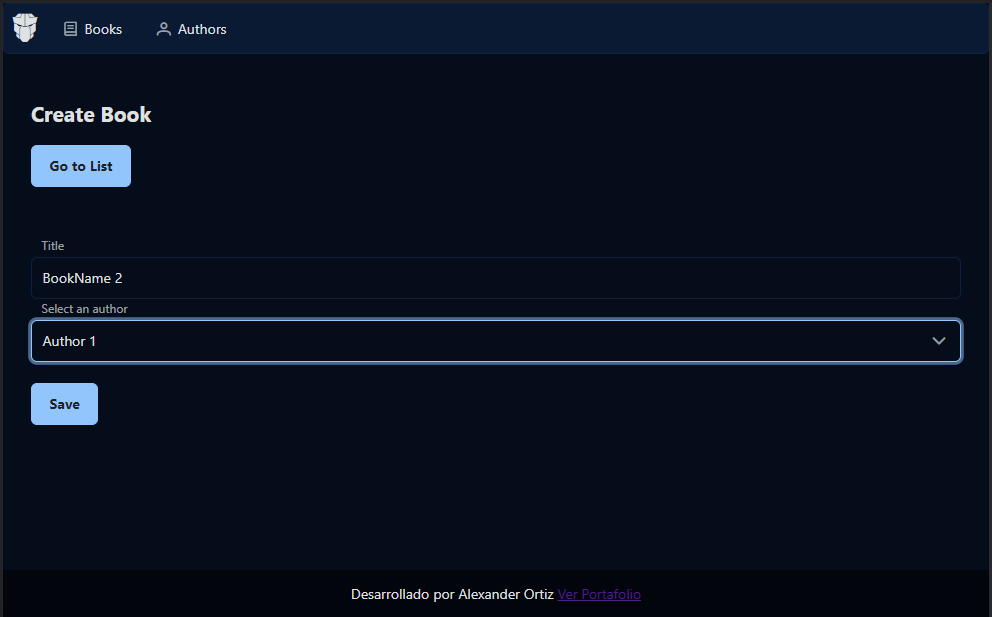 Books Authors
Create Book
Go to List
Title
BookName 2
Select an author
Author 1
Save
Desarrollado por Alexander Ortiz Ver Portafolio